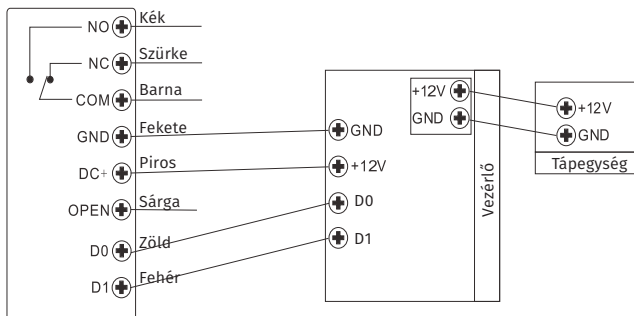 NO Kék
NC Szürke
COM Barna
GND Fekete
DC+ Piros
OPEN Sárga
D0 Zöld
D1 Fehér
+12V
GND
GND
+12V
D0
D1
Vezérlő
+12V
GND
Tápegység